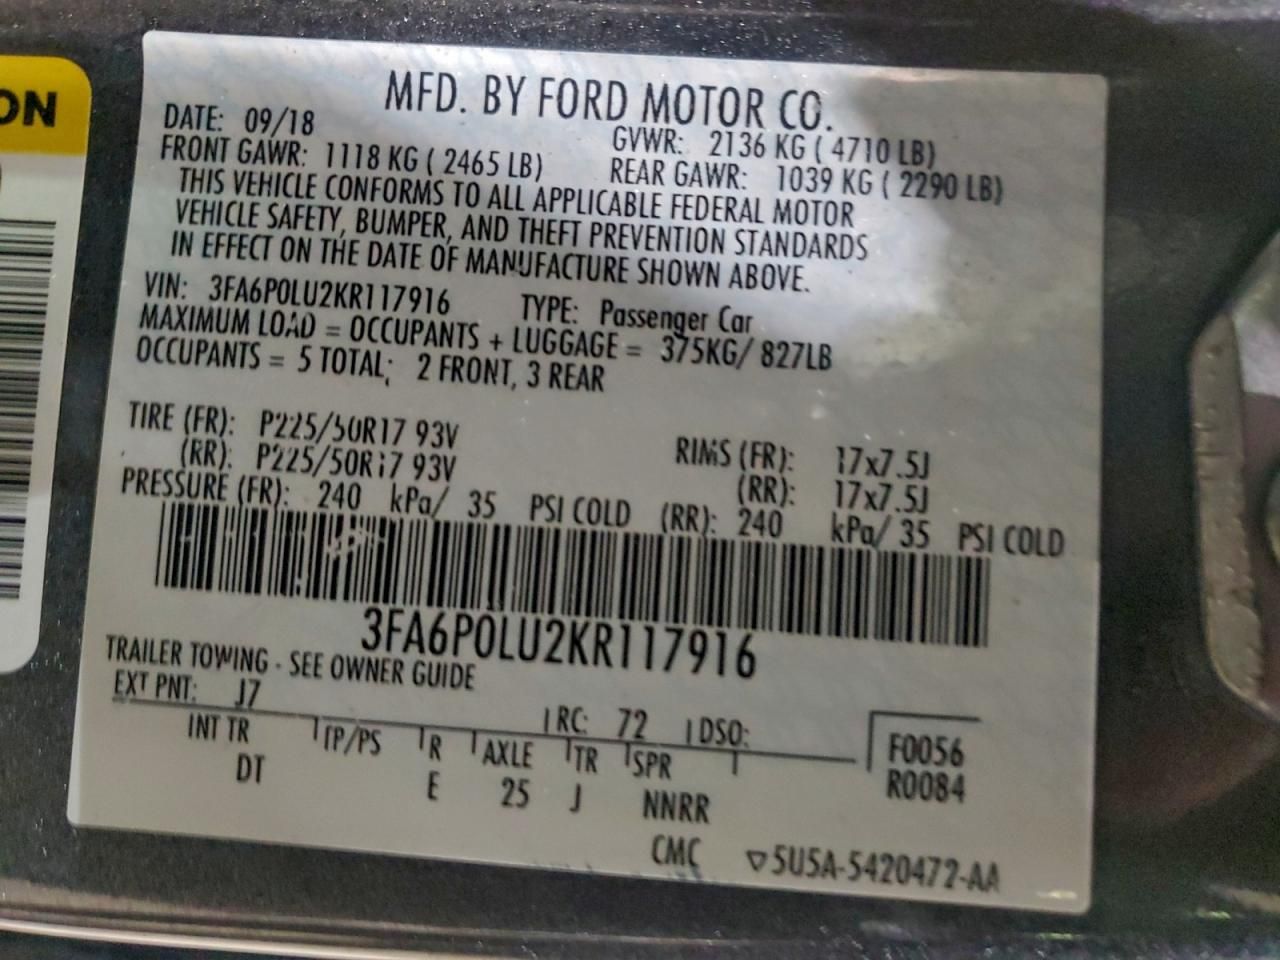 ON
MFD. BY FORD MOTOR CO.
DATE: 09/18 GVWR: 2136 KG ( 4710 LB)
FRONT GAWR: 1118 KG ( 2465 LB) REAR GAWR: 1039 KG ( 2290 LB)
THIS VEHICLE CONFORMS TO ALL APPLICABLE FEDERAL MOTOR
VEHICLE SAFETY, BUMPER, AND THEFT PREVENTION STANDARDS
IN EFFECT ON THE DATE OF MANUFACTURE SHOWN ABOVE.
VIN: 3FA6P0LU2KR117916 TYPE: Passenger Car
MAXIMUM LOAD = OCCUPANTS + LUGGAGE = 375KG/ 827LB
OCCUPANTS = 5 TOTAL; 2 FRONT, 3 REAR
TIRE (FR): P225/50R17 93V RIMS (FR): 17x7.5J
(RR): P225/50R17 93V (RR): 17x7.5J
PRESSURE (FR): 240 kPa/ 35 PSI COLD (RR): 240 kPa/ 35 PSI COLD
3FA6P0LU2KR117916
TRAILER TOWING - SEE OWNER GUIDE
EXT PNT: J7 RC: 72 DSO:
INT TR TP/PS R AXLE TR SPR F0056
DT E 25 J NNRR R0084
CMC ▽5U5A-5420472-AA